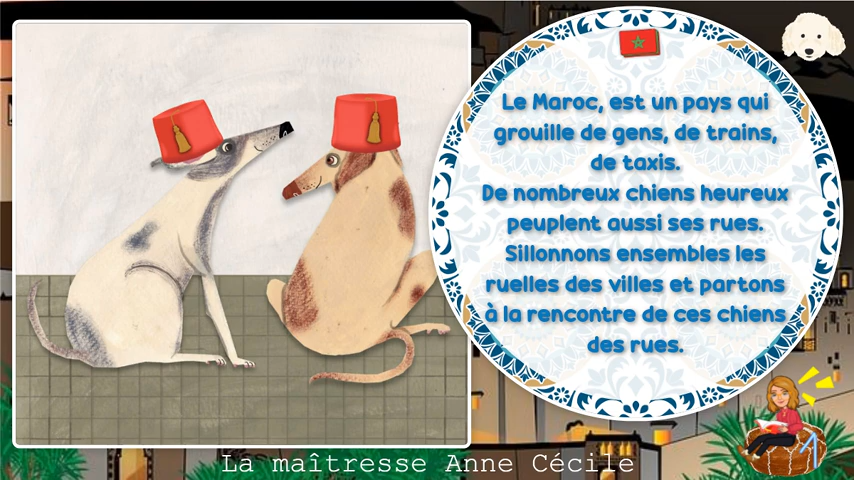 Le Maroc, est un pays qui
grouille de gens, de trains,
de taxis.
De nombreux chiens heureux
peuplent aussi ses rues.
Sillonnons ensembles les
ruelles des villes et partons
à la rencontre de ces chiens
des rues.
La maîtresse Anne Cécile